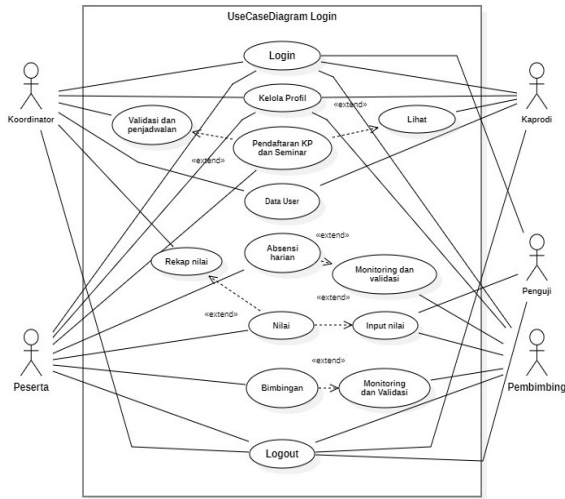 UseCaseDiagram Login
Login
Kelola Profil
«extend»
Koordinator
Validasi dan
penjadwalan
Pendaftaran KP
dan Seminar
Lihat
Kaprodi
«extend»
Data User
Absensi
harian
«extend»
Rekap nilai
Monitoring dan
validasi
Penguji
«extend»
«extend»
Nilai
Input nilai
«extend»
Peserta
Bimbingan
Monitoring
dan Validasi
Pembimbing
Logout